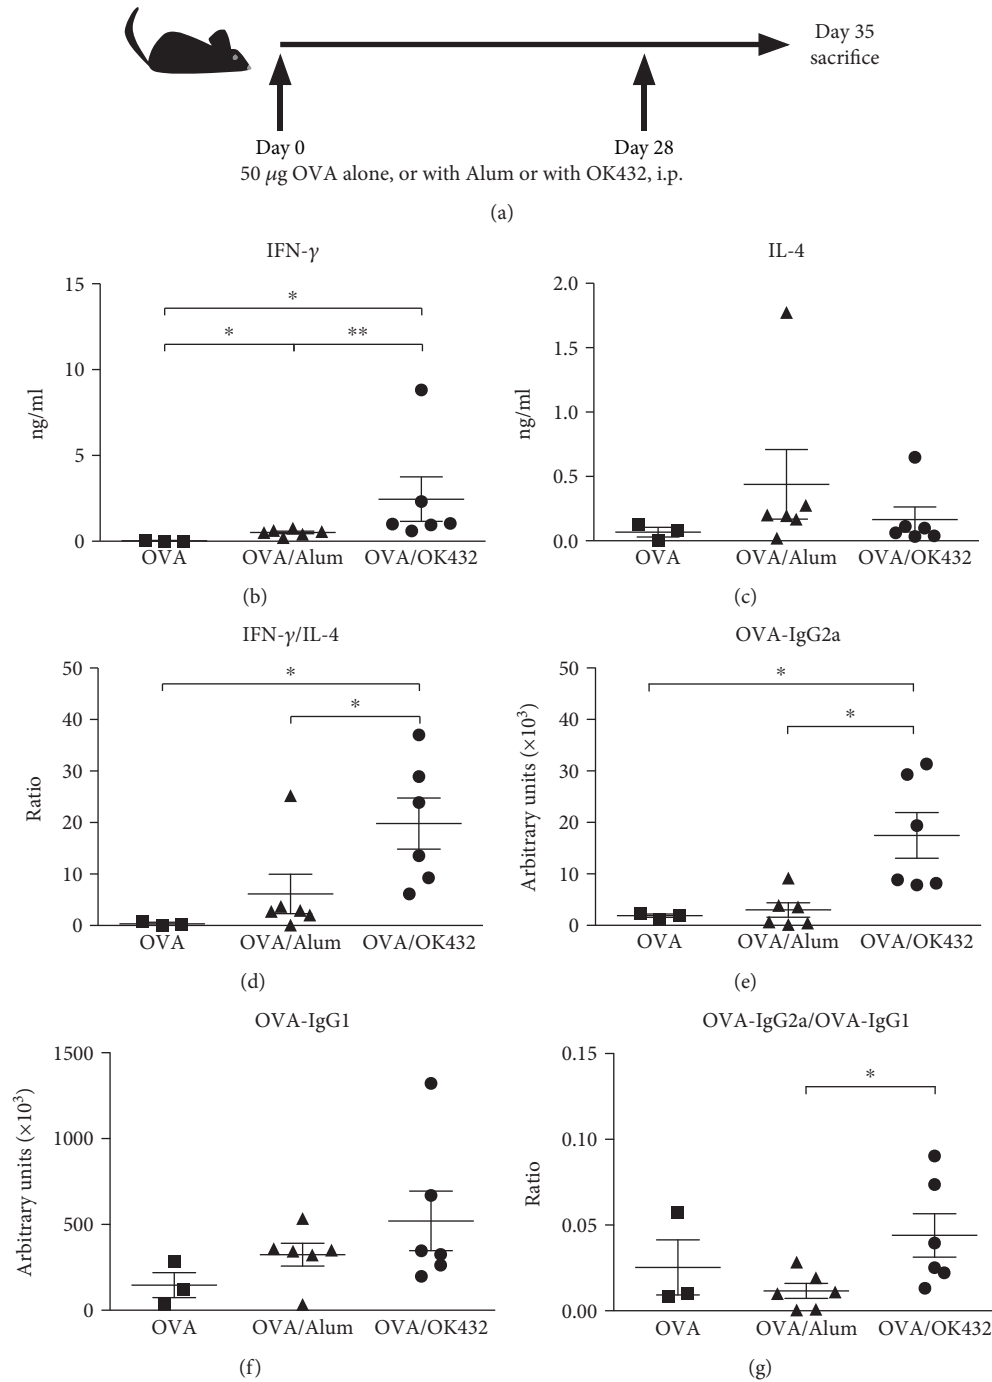 Day 35
sacrifice
Day 0
Day 28
50 μg OVA alone, or with Alum or with OK432, i.p.
(a)
IFN-γ
15
10
5
0
ng/ml
*
*
**
OVA
OVA/Alum
OVA/OK432
(b)
IL-4
2.0
1.5
1.0
0.5
0.0
ng/ml
OVA
OVA/Alum
OVA/OK432
(c)
IFN-γ/IL-4
50
40
30
20
10
0
Ratio
*
*
OVA
OVA/Alum
OVA/OK432
(d)
OVA-IgG2a
50
40
30
20
10
0
Arbitrary units (×10³)
*
*
OVA
OVA/Alum
OVA/OK432
(e)
OVA-IgG1
1500
1000
500
0
Arbitrary units (×10³)
OVA
OVA/Alum
OVA/OK432
(f)
OVA-IgG2a/OVA-IgG1
0.15
0.10
0.05
0.00
Ratio
*
OVA
OVA/Alum
OVA/OK432
(g)